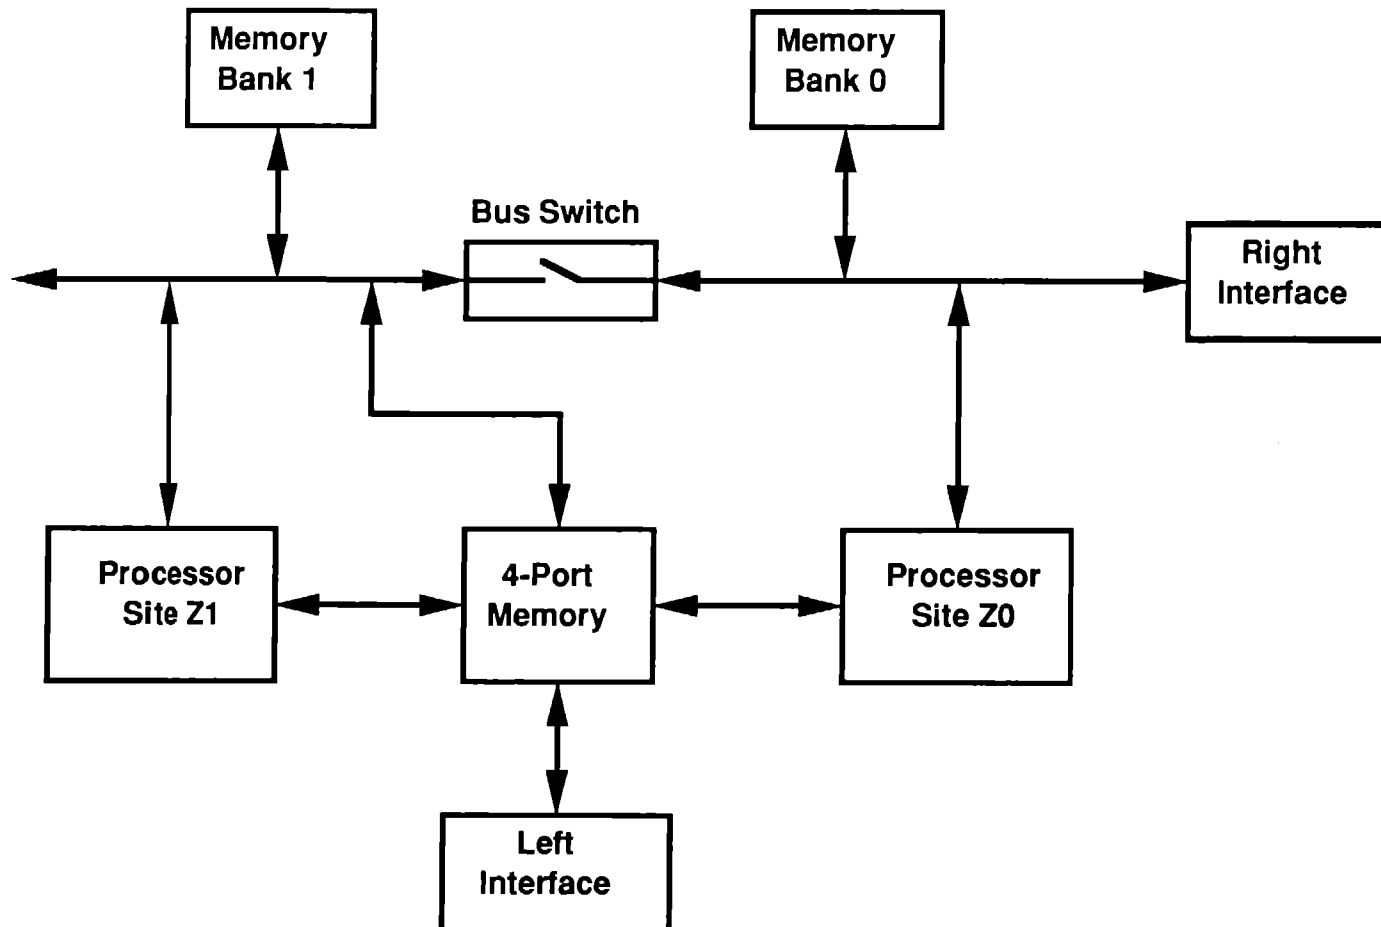 Memory
Bank 1
Memory
Bank 0
Bus Switch
Right
Interface
Processor
Site Z1
4-Port
Memory
Processor
Site Z0
Left
Interface